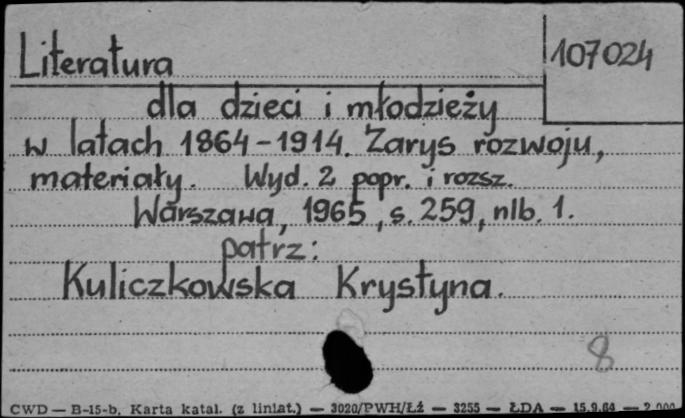 Literatura
107024
dla dzieci i młodzieży
w latach 1864-1914. Zarys rozwoju,
materiały. Wyd. 2 popr. i rozsz.
Warszawa, 1965, s. 259, nlb. 1.
patrz:
Kuliczkowska Krystyna.
8
CWD — B-15-b. Karta katal. (z liniat.) — 3020/PWH/Łź — 3255 — ŁDA — 15.9.64 — 2.000